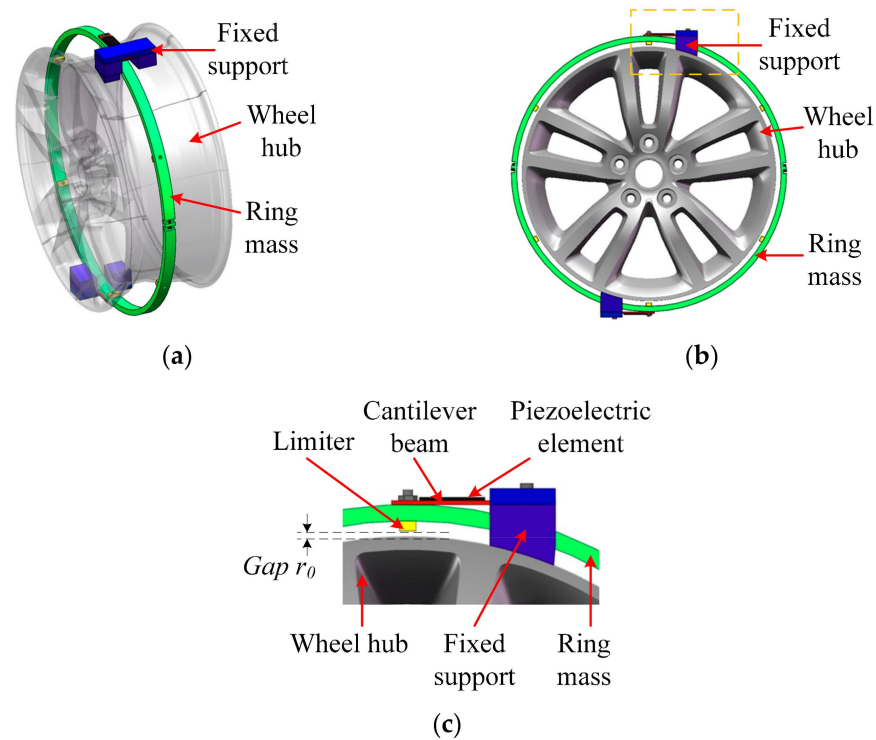 Fixed
support
Wheel
hub
Ring
mass
(a)
Fixed
support
Wheel
hub
Ring
mass
(b)
Limiter
Cantilever
beam
Piezoelectric
element
Gap r0
Wheel hub
Fixed
support
Ring
mass
(c)